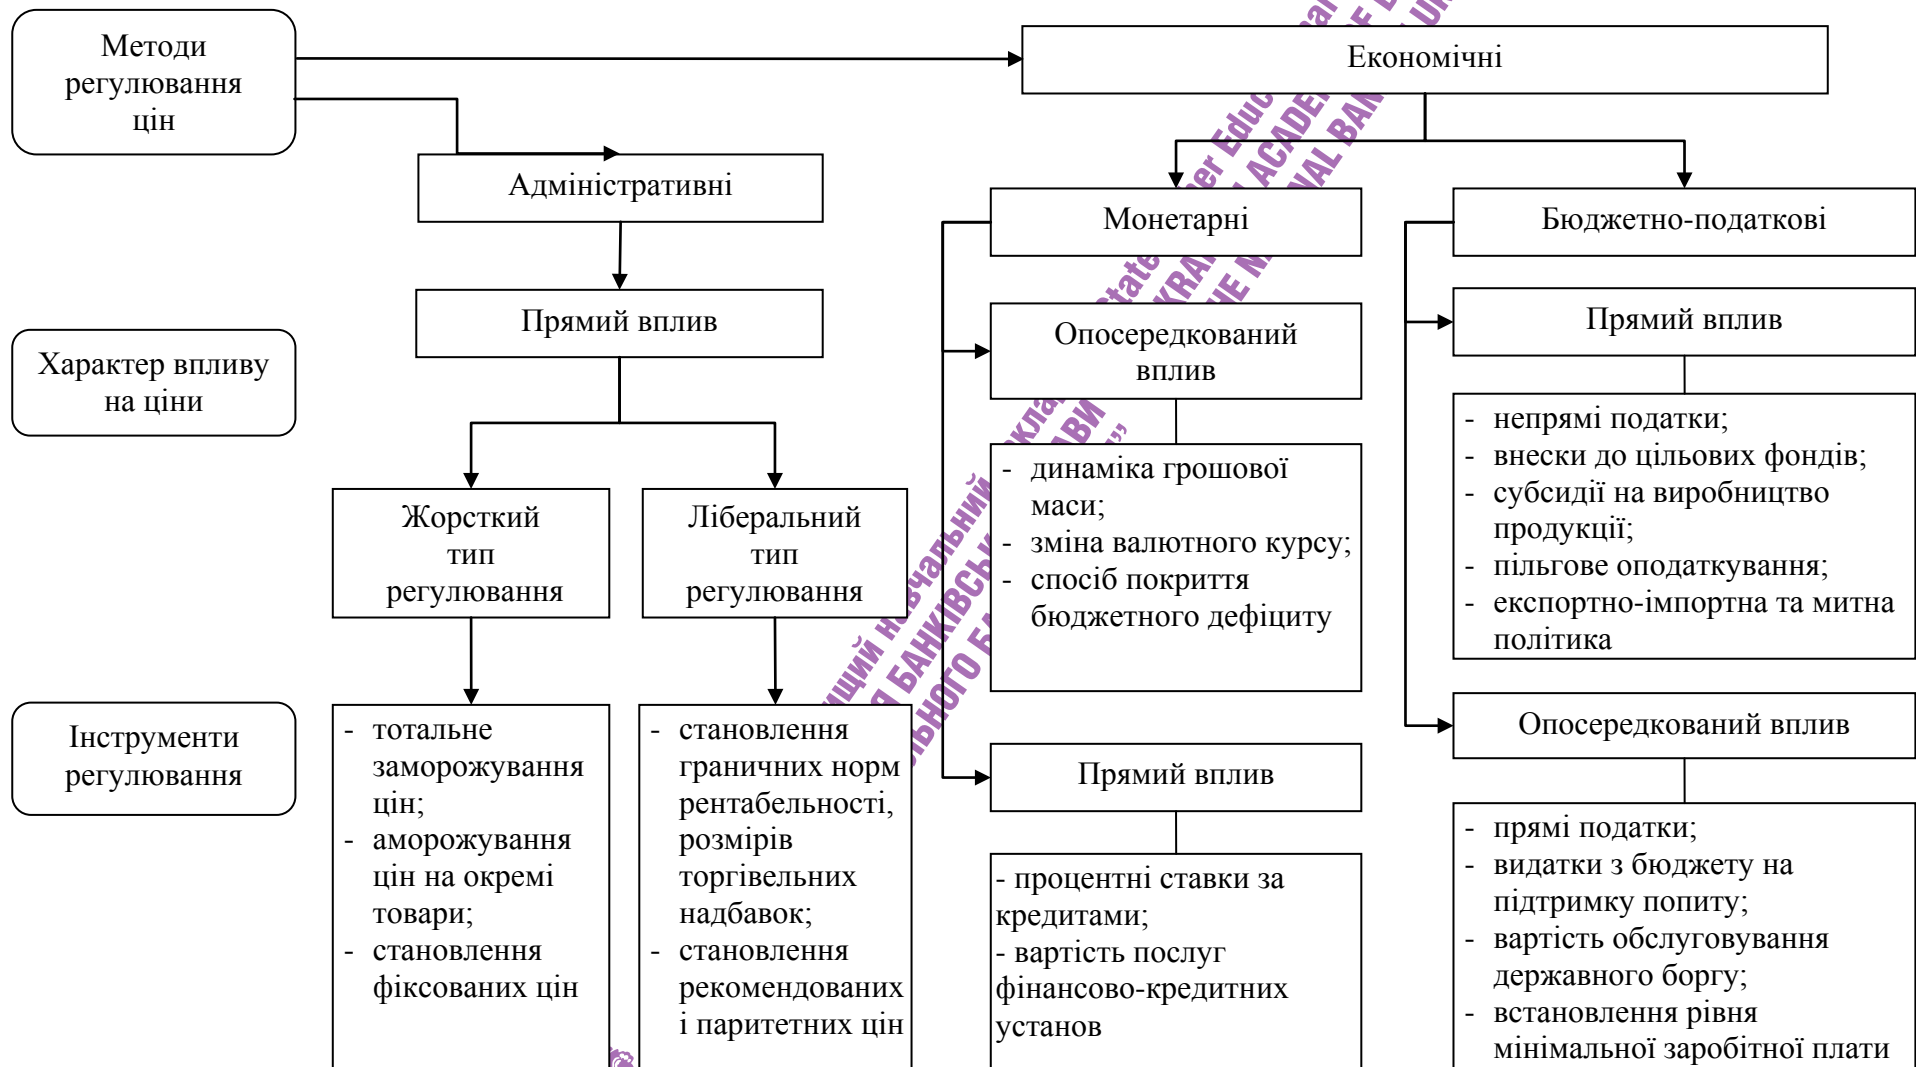 Методи
регулювання
цін
Економічні
Адміністративні
Монетарні
Бюджетно-податкові
Характер впливу
на ціни
Прямий вплив
Опосередкований
вплив
Прямий вплив
- непрямі податки;
- внески до цільових фондів;
- субсидії на виробництво
продукції;
- пільгове оподаткування;
- експортно-імпортна та митна
політика
- динаміка грошової
маси;
- зміна валютного курсу;
- спосіб покриття
бюджетного дефіциту
Жорсткий
тип
регулювання
Ліберальний
тип
регулювання
Інструменти
регулювання
- тотальне
заморожування
цін;
- аморожування
цін на окремі
товари;
- становлення
фіксованих цін
- становлення
граничних норм
рентабельності,
розмірів
торгівельних
надбавок;
- становлення
рекомендованих
і паритетних цін
Прямий вплив
- процентні ставки за
кредитами;
- вартість послуг
фінансово-кредитних
установ
Опосередкований вплив
- прямі податки;
- видатки з бюджету на
підтримку попиту;
- вартість обслуговування
державного боргу;
- встановлення рівня
мінімальної заробітної плати